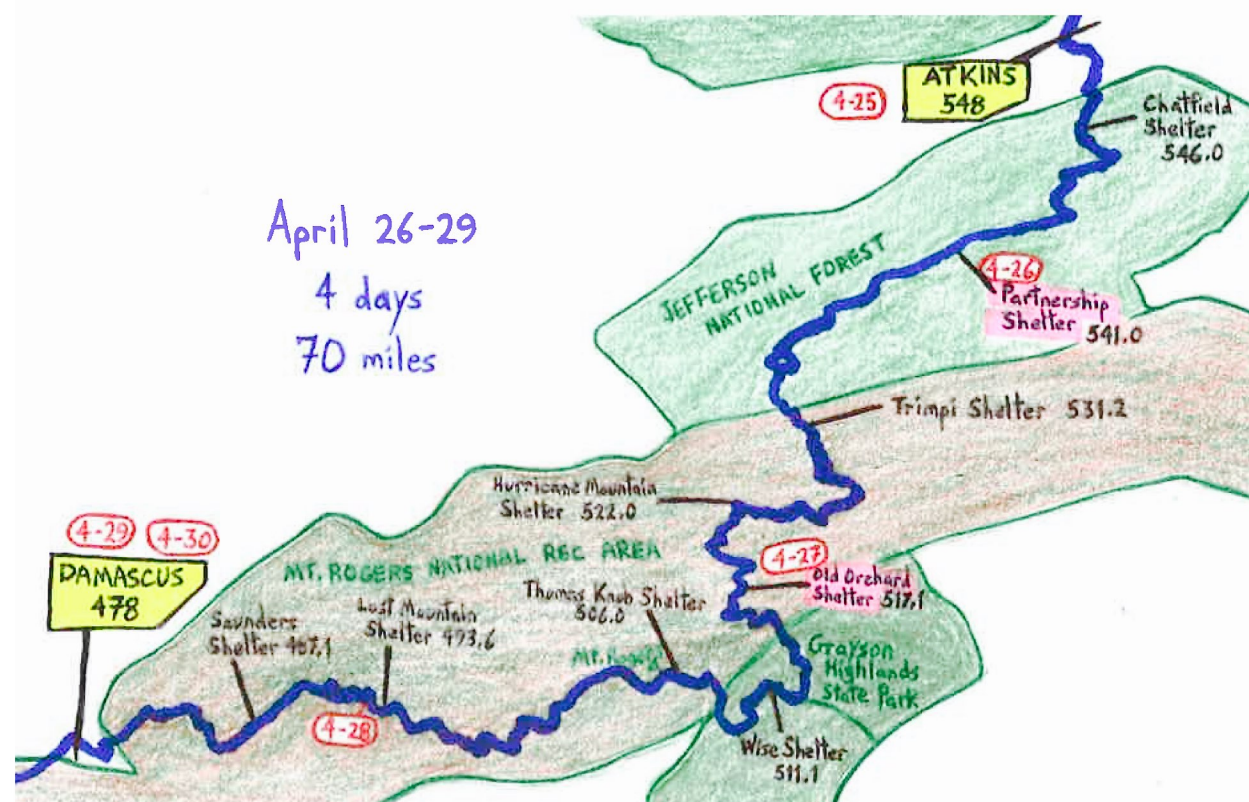 ATKINS
548
4-25
Chatfield
Shelter
546.0
April 26-29
4 days
70 miles
JEFFERSON
NATIONAL FOREST
4-26
Partnership
Shelter 541.0
Trimpi Shelter 531.2
Hurricane Mountain
Shelter 522.0
4-29
4-30
DAMASCUS
478
MT. ROGERS NATIONAL REC AREA
4-27
Old Orchard
Shelter 517.1
Thomas Knob Shelter
506.0
Lost Mountain
Shelter 493.6
Saunders
Shelter
Mt. Rogers
Grayson
Highlands
State Park
4-28
Wise Shelter
511.1